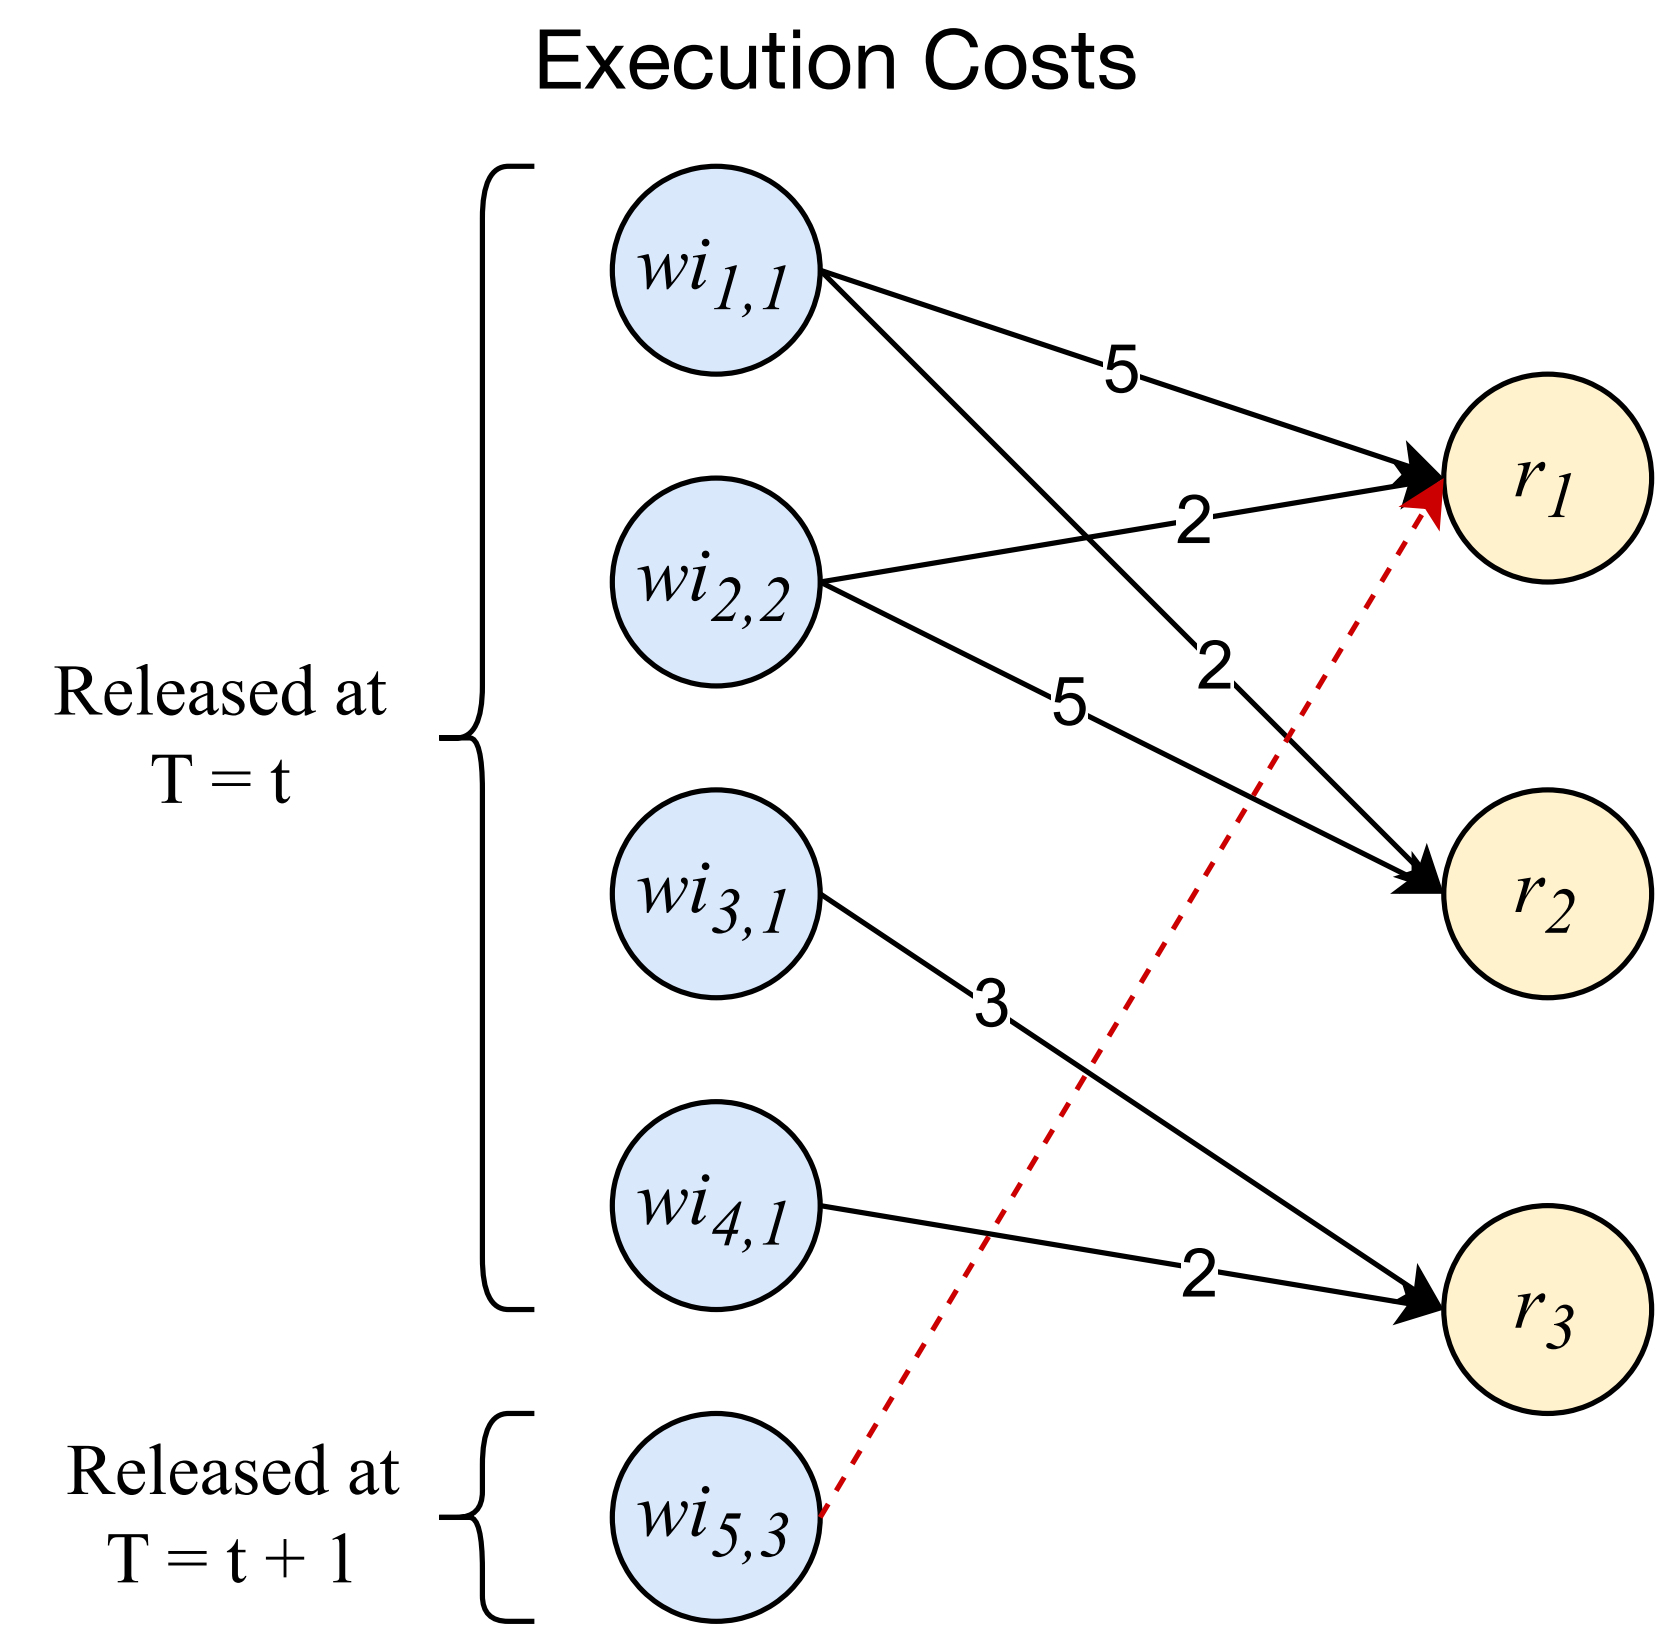 Execution Costs
wi1,1
5
r1
2
wi2,2
2
Released at
T = t
5
wi3,1
r2
3
wi4,1
2
r3
Released at
T = t + 1
wi5,3